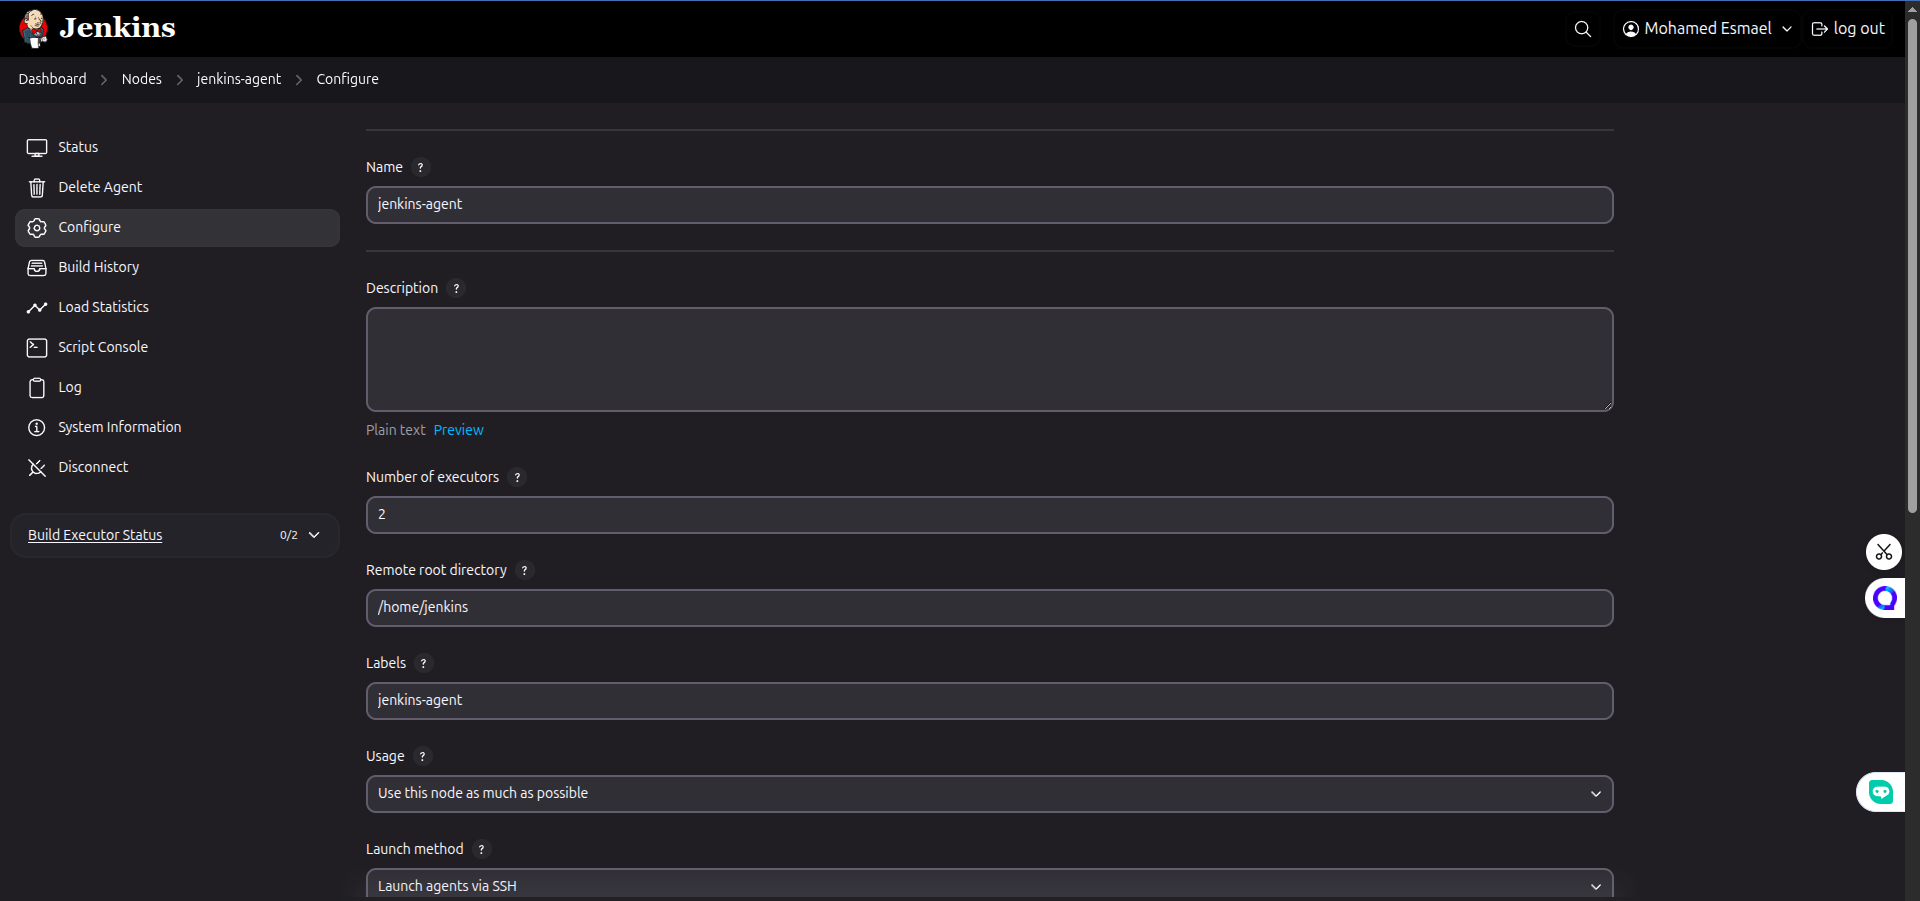 Jenkins
Mohamed Esmael
log out
Dashboard
Nodes
jenkins-agent
Configure
Status
Delete Agent
Configure
Build History
Load Statistics
Script Console
Log
System Information
Disconnect
Build Executor Status
0/2
Name ?
jenkins-agent
Description ?
Plain text Preview
Number of executors ?
2
Remote root directory ?
/home/jenkins
Labels ?
jenkins-agent
Usage ?
Use this node as much as possible
Launch method ?
Launch agents via SSH